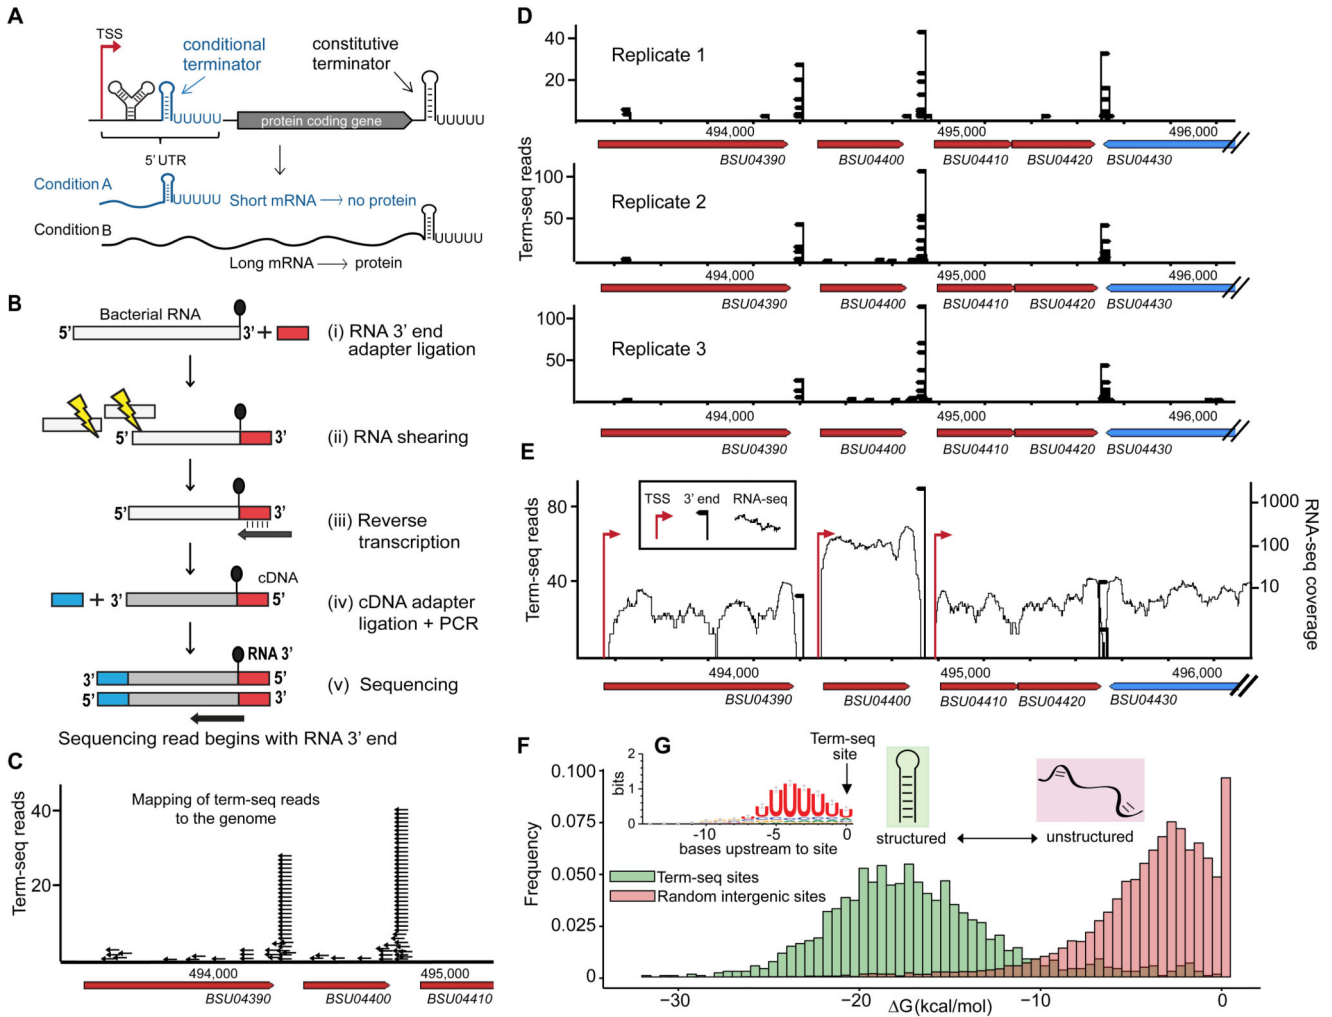 A
TSS
conditional
terminator
constitutive
terminator
UUUUU
protein coding gene
UUUUU
5' UTR
Condition A
UUUUU
Short mRNA → no protein
Condition B
UUUUU
Long mRNA → protein
B
Bacterial RNA
5'
3'
+
(i) RNA 3' end
adapter ligation
5'
3'
(ii) RNA shearing
5'
3'
(iii) Reverse
transcription
cDNA
+
3'
5'
(iv) cDNA adapter
ligation + PCR
RNA 3'
3'
5'
5'
3'
(v) Sequencing
Sequencing read begins with RNA 3' end
C
Mapping of term-seq reads
to the genome
Term-seq reads
40
20
494,000
495,000
BSU04390
BSU04400
BSU04410
D
Term-seq reads
40
20
Replicate 1
494,000
495,000
496,000
BSU04390
BSU04400
BSU04410
BSU04420
BSU04430
100
50
Replicate 2
494,000
495,000
496,000
BSU04390
BSU04400
BSU04410
BSU04420
BSU04430
100
50
Replicate 3
494,000
495,000
496,000
BSU04390
BSU04400
BSU04410
BSU04420
BSU04430
E
Term-seq reads
80
40
TSS
3' end
RNA-seq
1000
100
10
RNA-seq coverage
494,000
495,000
496,000
BSU04390
BSU04400
BSU04410
BSU04420
BSU04430
F
Frequency
0.100
0.075
0.050
0.025
0
G
bits
2
1
0
UUUUUUU
-10
-5
0
bases upstream to site
Term-seq
site
structured
unstructured
Term-seq sites
Random intergenic sites
−30
−20
−10
0
ΔG(kcal/mol)